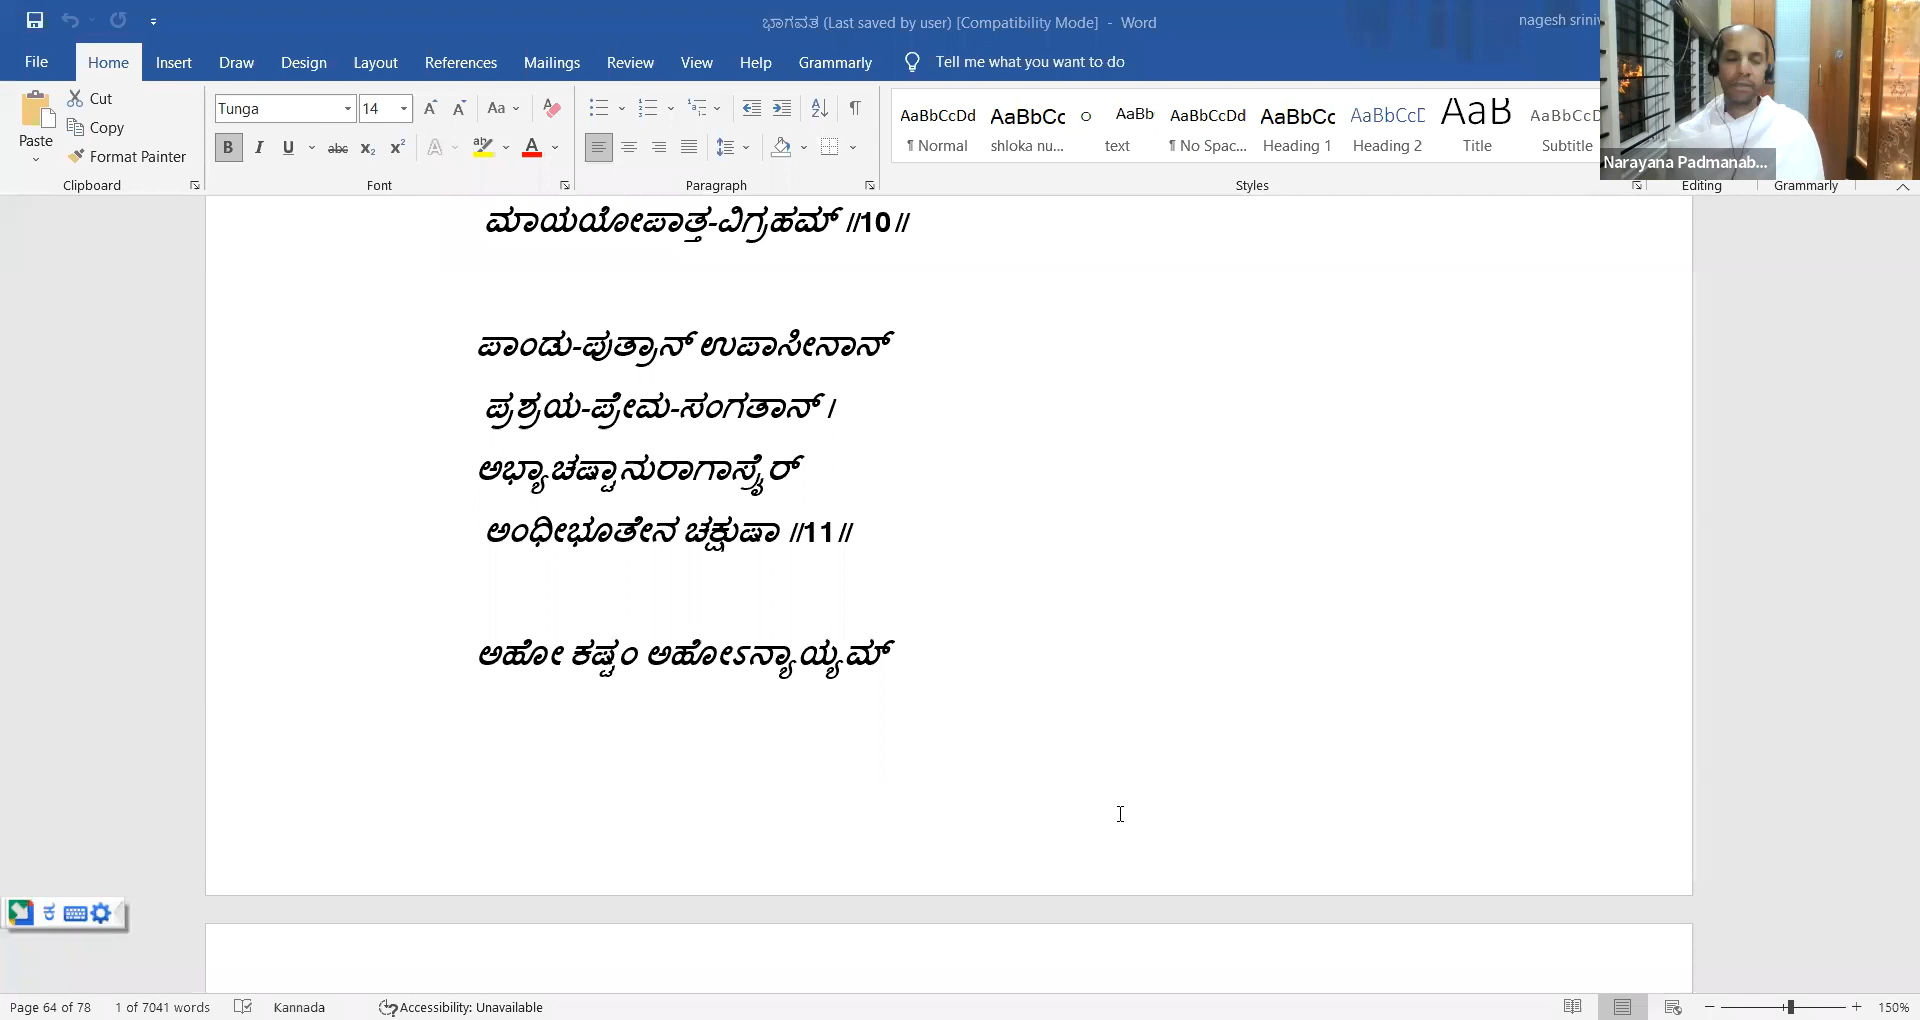 ಭಾಗವತ (Last saved by user) [Compatibility Mode] - Word
nagesh sriniv
File Home Insert Draw Design Layout References Mailings Review View Help Grammarly Tell me what you want to do
Paste
Cut
Copy
Format Painter
Clipboard
Tunga 14
Font
Paragraph
AaBbCcDd AaBbCc AaBb AaBbCcDd AaBbCc AaBbCcD AaB AaBbCcD
¶ Normal shloka nu... text ¶ No Spac... Heading 1 Heading 2 Title Subtitle
Styles
Editing
Grammarly
Narayana Padmanab...
ಮಾಯಯೋಪಾತ್ತ-ವಿಗ್ರಹಮ್ //10//
ಪಾಂಡು-ಪುತ್ರಾನ್ ಉಪಾಸೀನಾನ್
ಪ್ರಶ್ರಯ-ಪ್ರೇಮ-ಸಂಗತಾನ್ /
ಅಭ್ಯಾಚಷ್ಟಾನುರಾಗಾಸ್ರೈರ್
ಅಂಧೀಭೂತೇನ ಚಕ್ಷುಷಾ //11//
ಅಹೋ ಕಷ್ಟಂ ಅಹೋಽನ್ಯಾಯ್ಯಮ್
ಕ
Page 64 of 78 1 of 7041 words Kannada Accessibility: Unavailable 150%